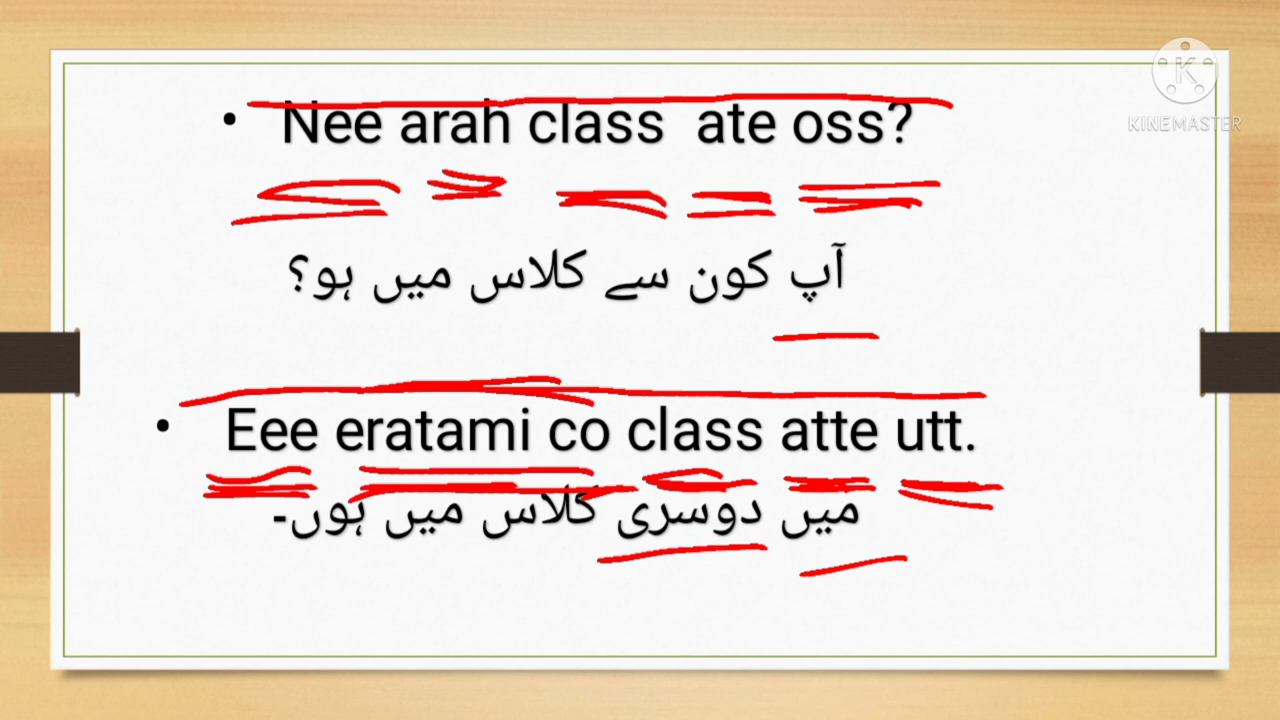 KINEMASTER
• Nee arah class ate oss?
آپ کون سے کلاس میں ہو؟
• Eee eratami co class atte utt.
میں دوسری کلاس میں ہوں۔